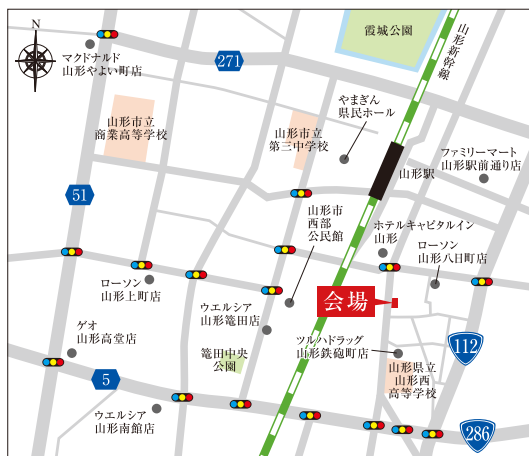 N
マクドナルド
山形やよい町店
271
霞城公園
山形新幹線
山形市立
商業高等学校
山形市立
第三中学校
やまぎん
県民ホール
ファミリーマート
山形駅前通り店
山形駅
51
山形市
西部
公民館
ホテルキャピタルイン
山形
ローソン
山形八日町店
ローソン
山形上町店
ウエルシア
山形篭田店
会場
ゲオ
山形高堂店
篭田中央
公園
ツルハドラッグ
山形鉄砲町店
山形県立
山形西
高等学校
112
5
ウエルシア
山形南館店
286